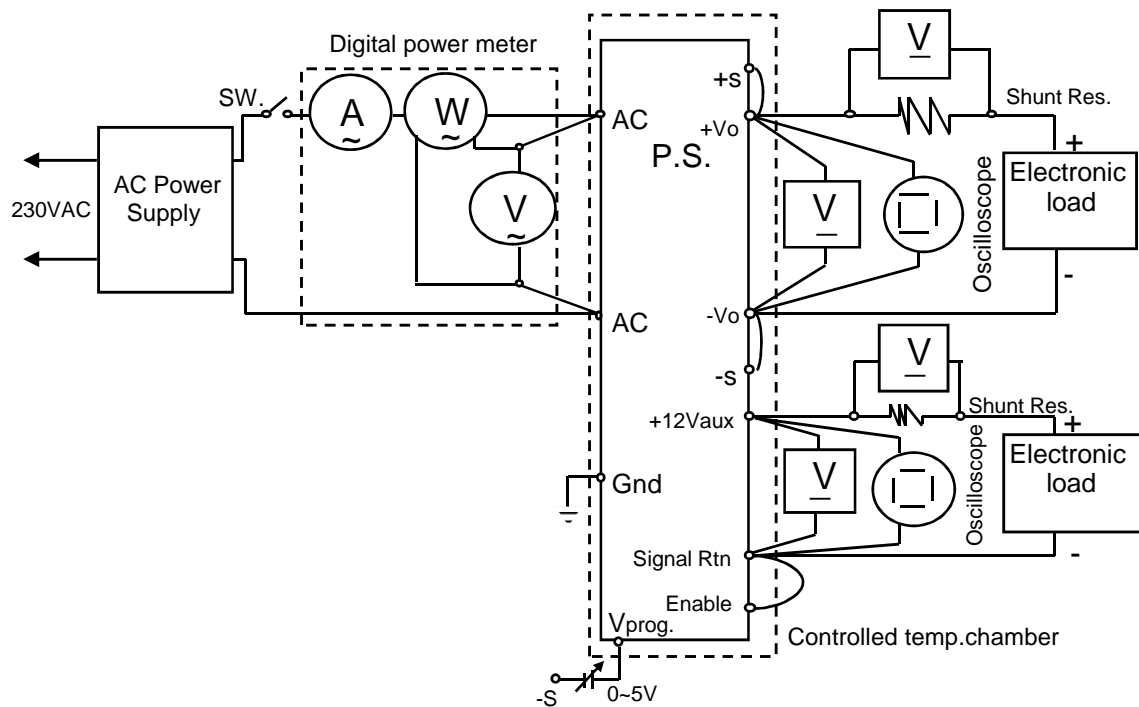 Digital power meter
SW.
A
~
W
~
V
~
AC Power
Supply
230VAC
AC
AC
P.S.
+s
+Vo
-Vo
-s
+12Vaux
Gnd
Signal Rtn
Enable
Vprog.
-S
0~5V
Controlled temp.chamber
V
Shunt Res.
V
Oscilloscope
+
Electronic
load
-
V
Shunt Res.
V
Oscilloscope
+
Electronic
load
-